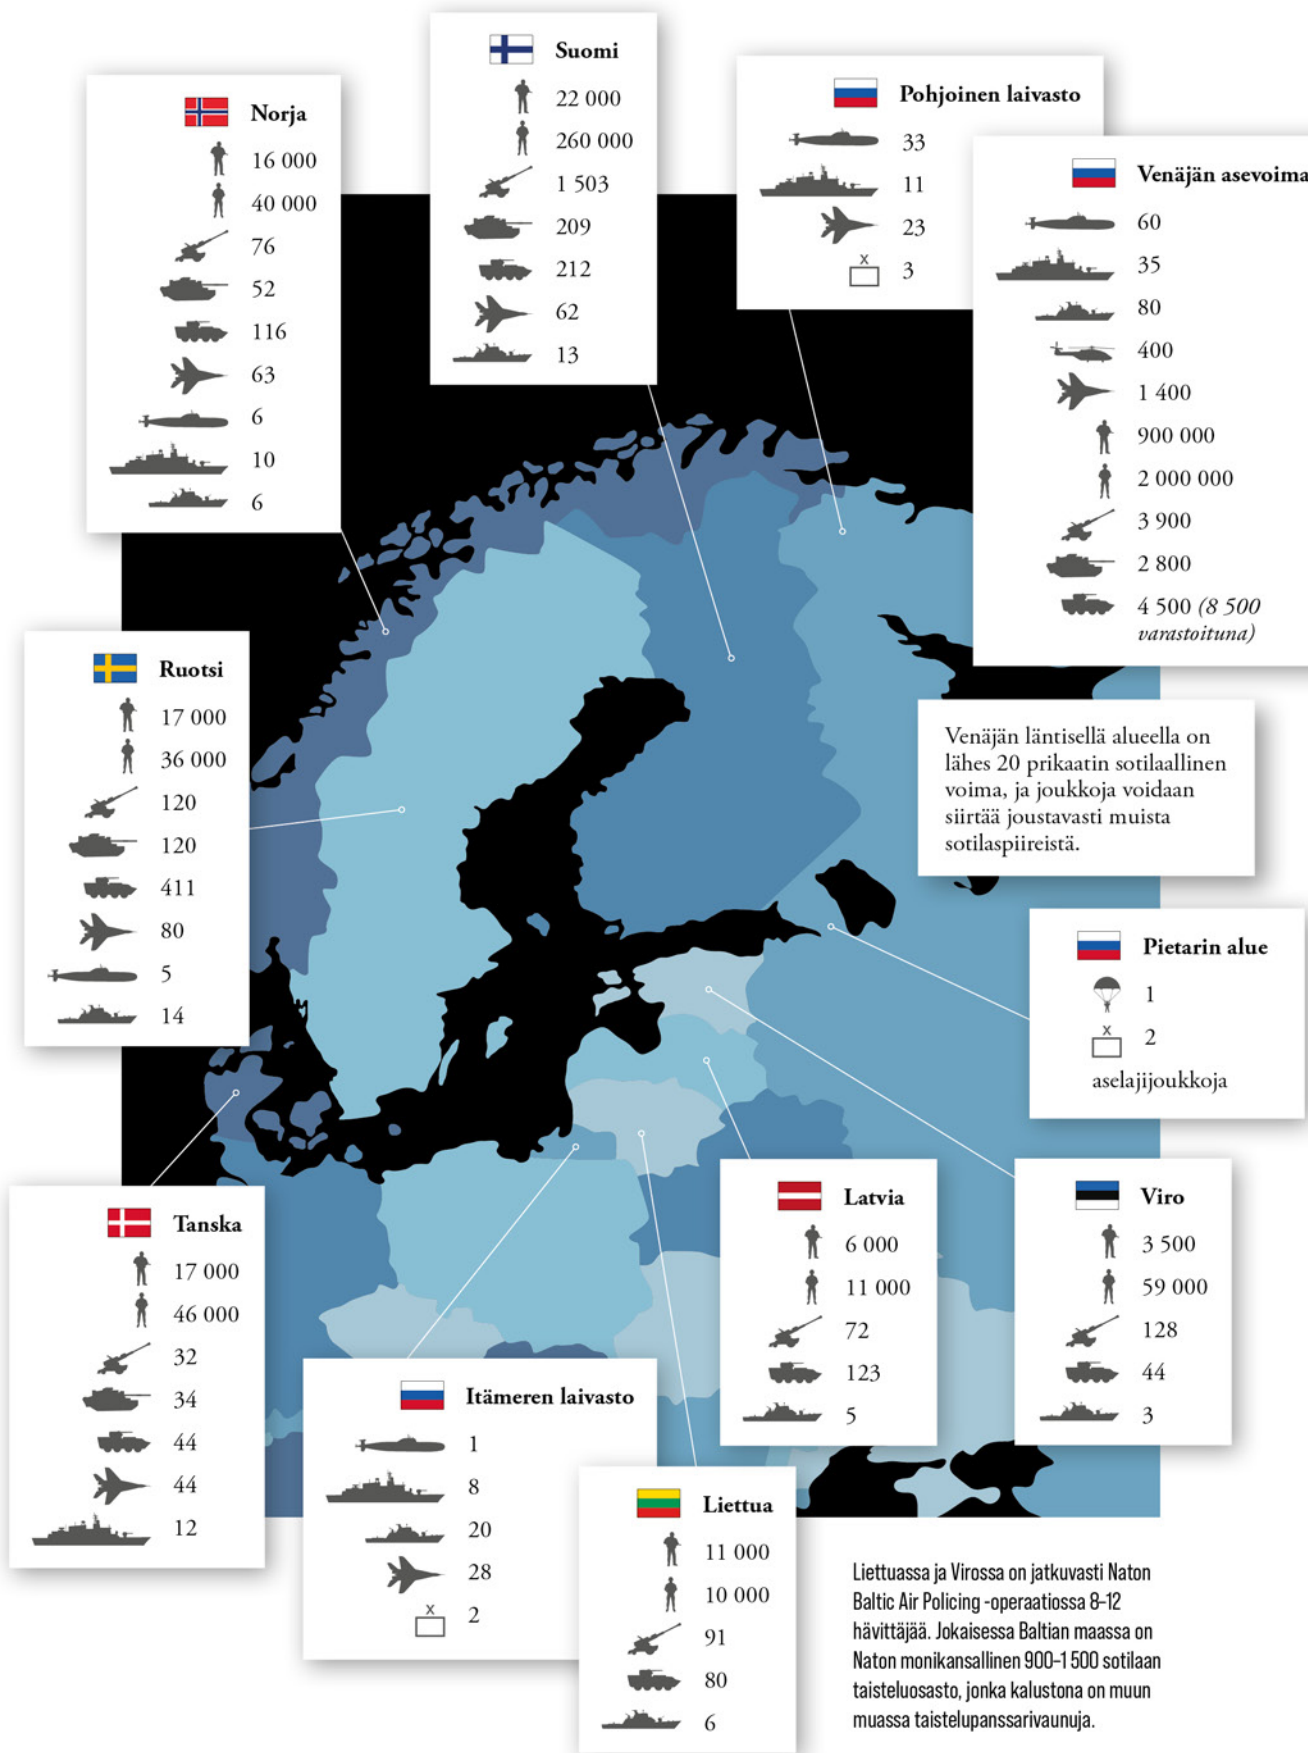 Suomi
22 000
260 000
1 503
209
212
62
13
Norja
16 000
40 000
76
52
116
63
6
10
6
Pohjoinen laivasto
33
11
23
X
3
Venäjän asevoima
60
35
80
400
1 400
900 000
2 000 000
3 900
2 800
4 500 (8 500
varastoituna)
Ruotsi
17 000
36 000
120
120
411
80
5
14
Venäjän läntisellä alueella on
lähes 20 prikaatin sotilaallinen
voima, ja joukkoja voidaan
siirtää joustavasti muista
sotilaspiireistä.
Pietarin alue
1
X
2
aselajijoukkoja
Tanska
17 000
46 000
32
34
44
44
12
Latvia
6 000
11 000
72
123
5
Viro
3 500
59 000
128
44
3
Itämeren laivasto
1
8
20
28
X
2
Liettua
11 000
10 000
91
80
6
Liettuassa ja Virossa on jatkuvasti Naton
Baltic Air Policing -operaatiossa 8–12
hävittäjää. Jokaisessa Baltian maassa on
Naton monikansallinen 900–1 500 sotilaan
taisteluosasto, jonka kalustona on muun
muassa taistelupanssarivaunuja.